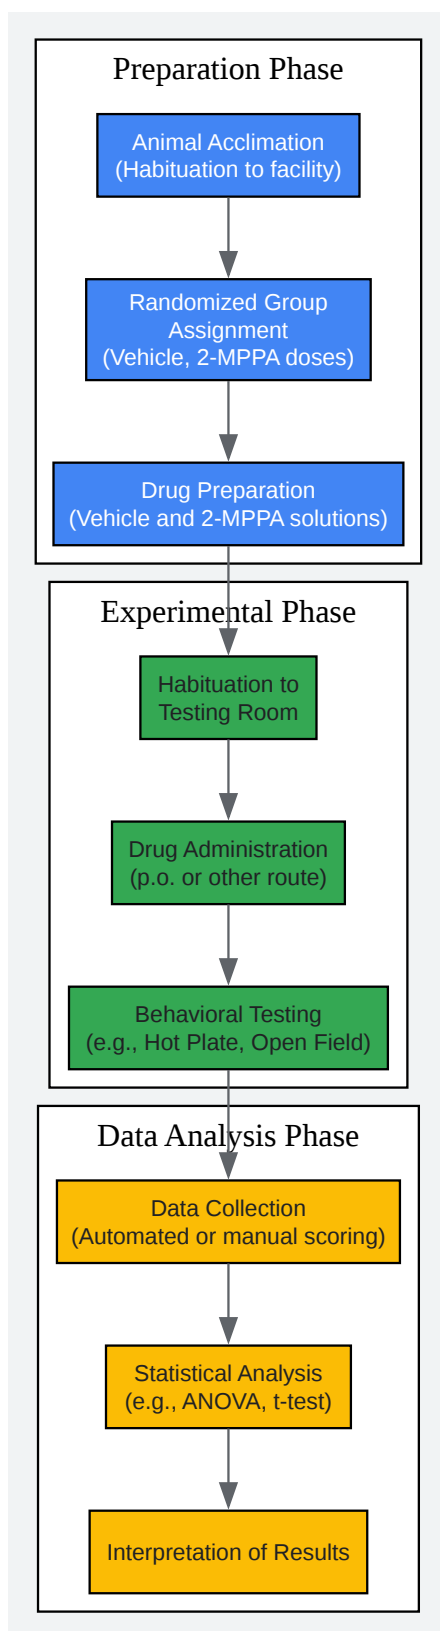 Preparation Phase
Animal Acclimation
(Habituation to facility)
Randomized Group
Assignment
(Vehicle, 2-MPPA doses)
Drug Preparation
(Vehicle and 2-MPPA solutions)
Experimental Phase
Habituation to
Testing Room
Drug Administration
(p.o. or other route)
Behavioral Testing
(e.g., Hot Plate, Open Field)
Data Analysis Phase
Data Collection
(Automated or manual scoring)
Statistical Analysis
(e.g., ANOVA, t-test)
Interpretation of Results